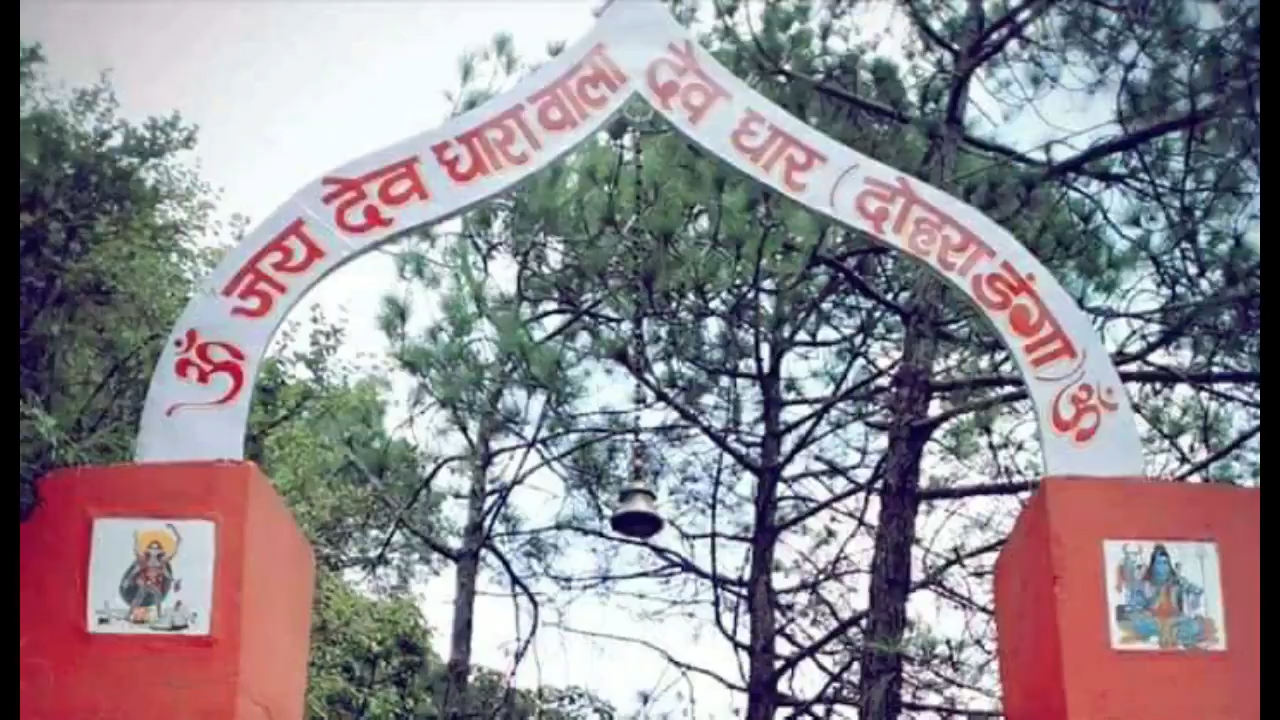 ॐ जय देव धारा वाला देव धार (दोहरा डंगा) ॐ